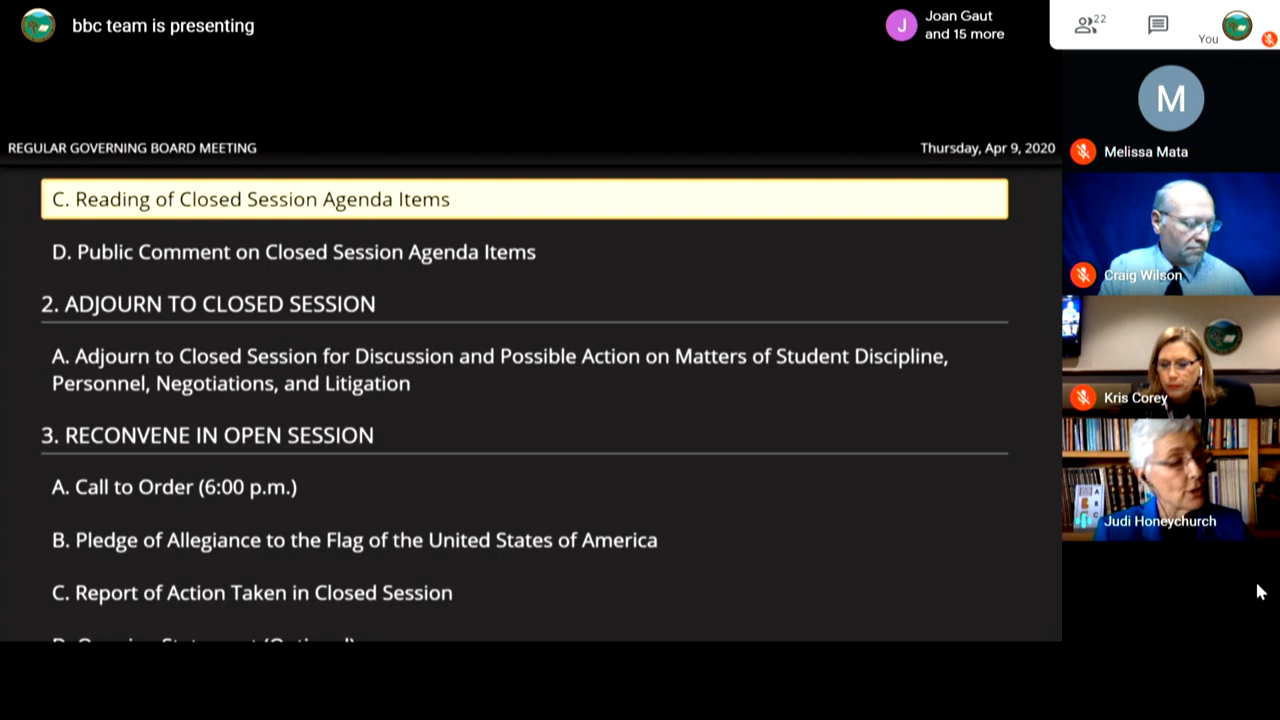 bbc team is presenting
J
Joan Gaut
and 15 more
22
You
REGULAR GOVERNING BOARD MEETING
Thursday, Apr 9, 2020
M
Melissa Mata
C. Reading of Closed Session Agenda Items
D. Public Comment on Closed Session Agenda Items
Craig Wilson
2. ADJOURN TO CLOSED SESSION
A. Adjourn to Closed Session for Discussion and Possible Action on Matters of Student Discipline,
Personnel, Negotiations, and Litigation
Kris Corey
3. RECONVENE IN OPEN SESSION
A. Call to Order (6:00 p.m.)
A
B
C
Judi Honeychurch
B. Pledge of Allegiance to the Flag of the United States of America
C. Report of Action Taken in Closed Session